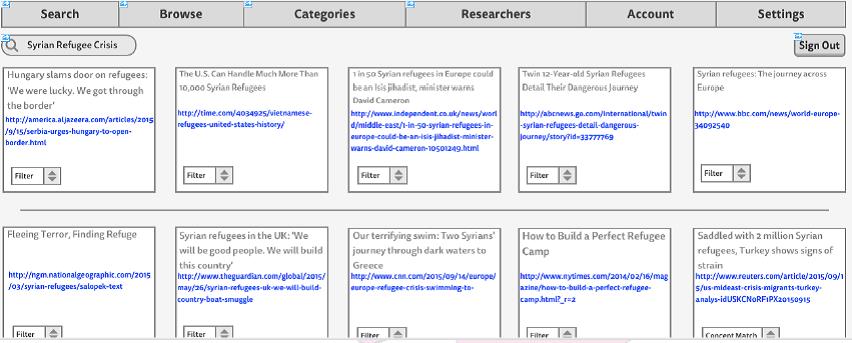 Search Browse Categories Researchers Account Settings
Syrian Refugee Crisis
Sign Out
Hungary slams door on refugees:
'We were lucky. We got through
the border'
http://america.aljazeera.com/articles/2015
/9/15/serbia-urges-hungary-to-open-
border.html
Filter
The U.S. Can Handle Much More Than
10,000 Syrian Refugees
http://time.com/4034925/vietnamese-
refugees-united-states-history/
Filter
1 in 50 Syrian refugees in Europe could
be an Isis jihadist, minister warns
David Cameron
http://www.independent.co.uk/news/worl
d/middle-east/1-in-50-syrian-refugees-in-
europe-could-be-an-isis-jihadist-minister-
warns-david-cameron-10501249.html
Filter
Twin 12-Year-old Syrian Refugees
Detail Their Dangerous Journey
http://abcnews.go.com/International/twin
-syrian-refugees-detail-dangerous-
journey/story?id=33777769
Filter
Syrian refugees: The journey across
Europe
http://www.bbc.com/news/world-europe-
34092540
Filter
Fleeing Terror, Finding Refuge
http://ngm.nationalgeographic.com/2015
/03/syrian-refugees/salopek-text
Filter
Syrian refugees in the UK: 'We
will be good people. We will build
this country'
http://www.theguardian.com/global/2015/
may/26/syrian-refugees-uk-we-will-build-
country-boat-smuggle
Filter
Our terrifying swim: Two Syrians'
journey through dark waters to
Greece
http://www.cnn.com/2015/09/14/europe/
europe-refugee-crisis-swimming-to-
Filter
How to Build a Perfect Refugee
Camp
http://www.nytimes.com/2014/02/16/mag
azine/how-to-build-a-perfect-refugee-
camp.html?_r=2
Filter
Saddled with 2 million Syrian
refugees, Turkey shows signs of
strain
http://www.reuters.com/article/2015/09/1
5/us-mideast-crisis-migrants-turkey-
analys-idUSKCN0RF1PX20150915
Concept Match